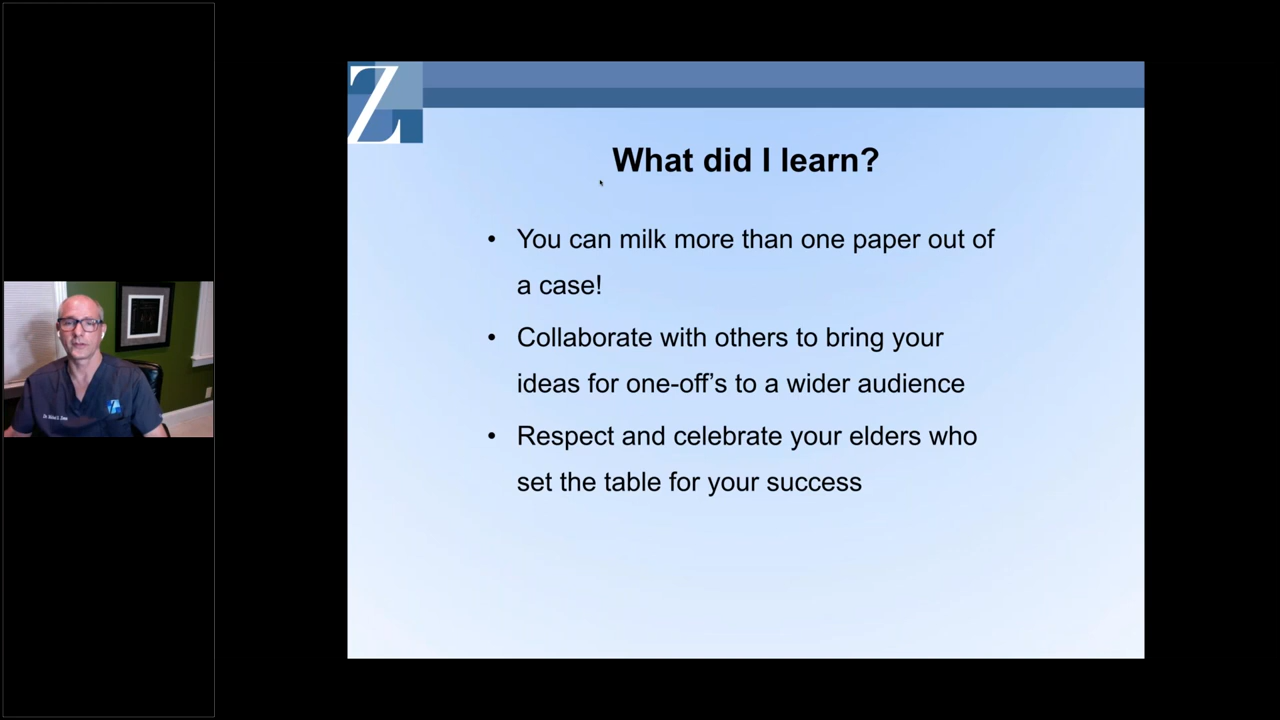 Z
What did I learn?
• You can milk more than one paper out of
a case!
• Collaborate with others to bring your
ideas for one-off’s to a wider audience
• Respect and celebrate your elders who
set the table for your success